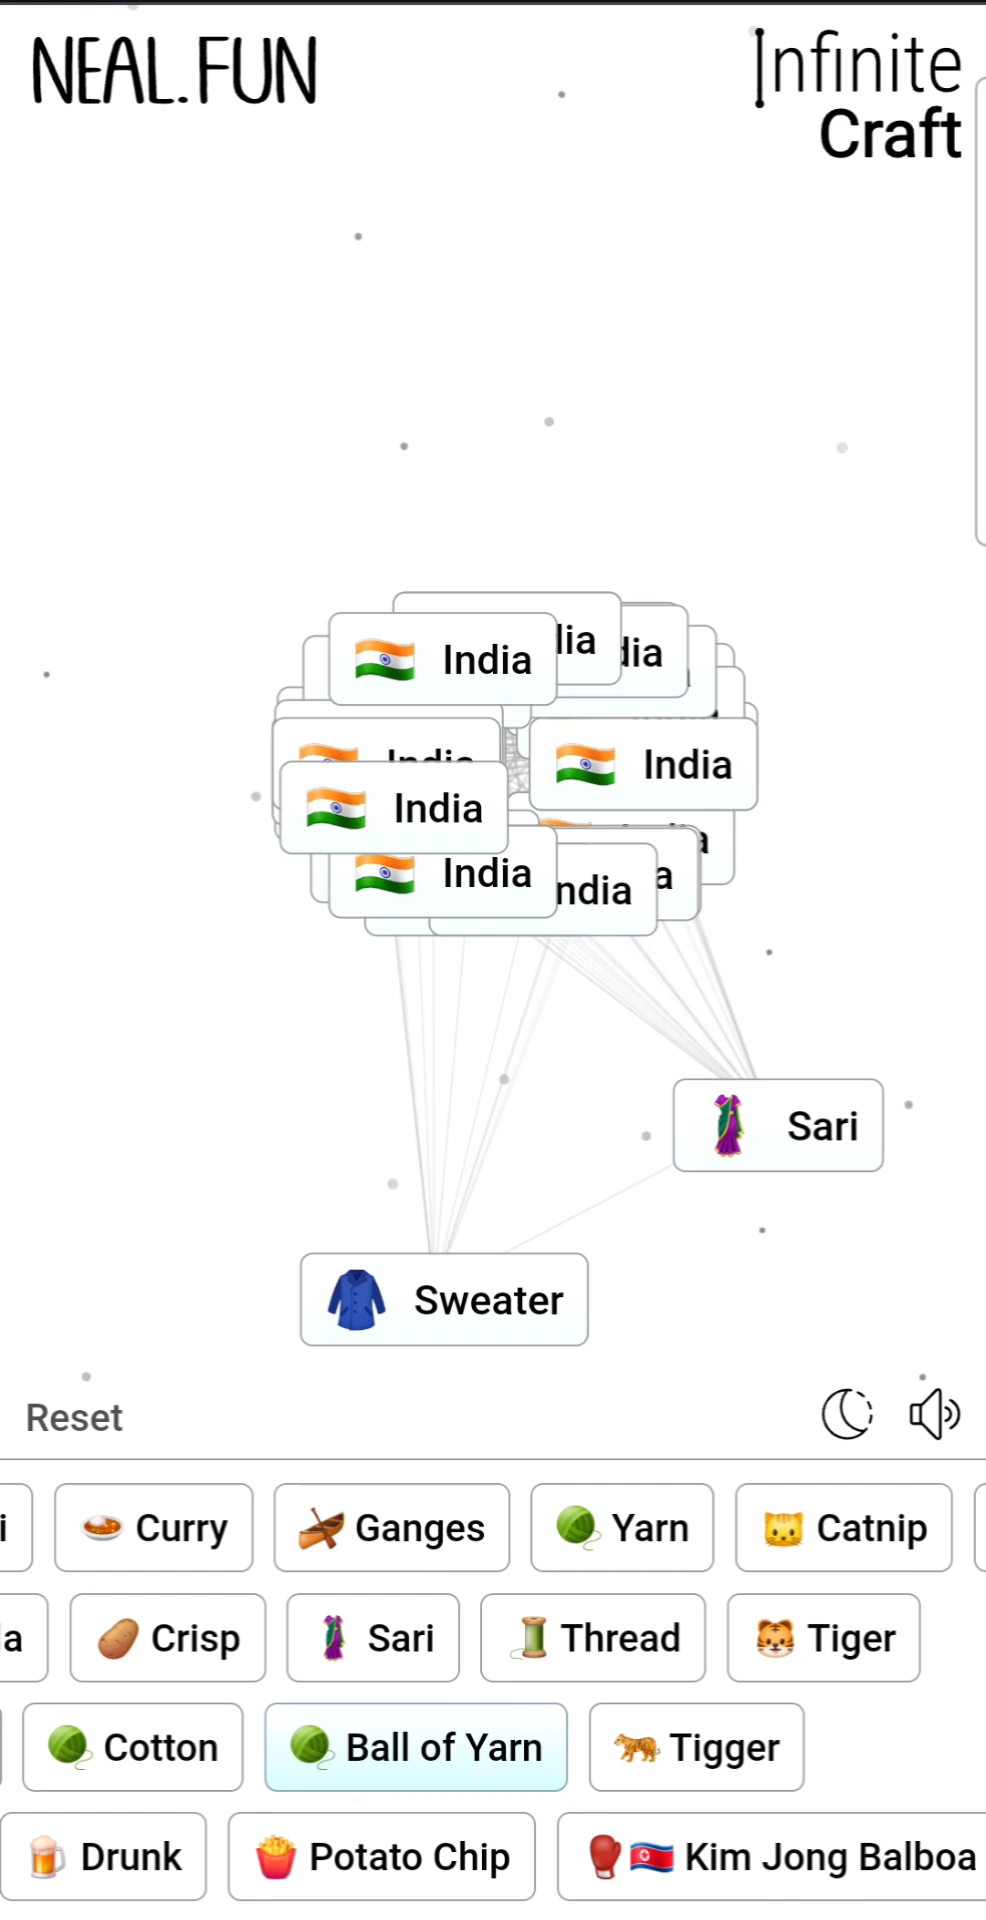 NEAL.FUN
Infinite
Craft
India
India
India
India
India
Sari
Sweater
Reset
Curry
Ganges
Yarn
Catnip
Crisp
Sari
Thread
Tiger
Cotton
Ball of Yarn
Tigger
Drunk
Potato Chip
Kim Jong Balboa